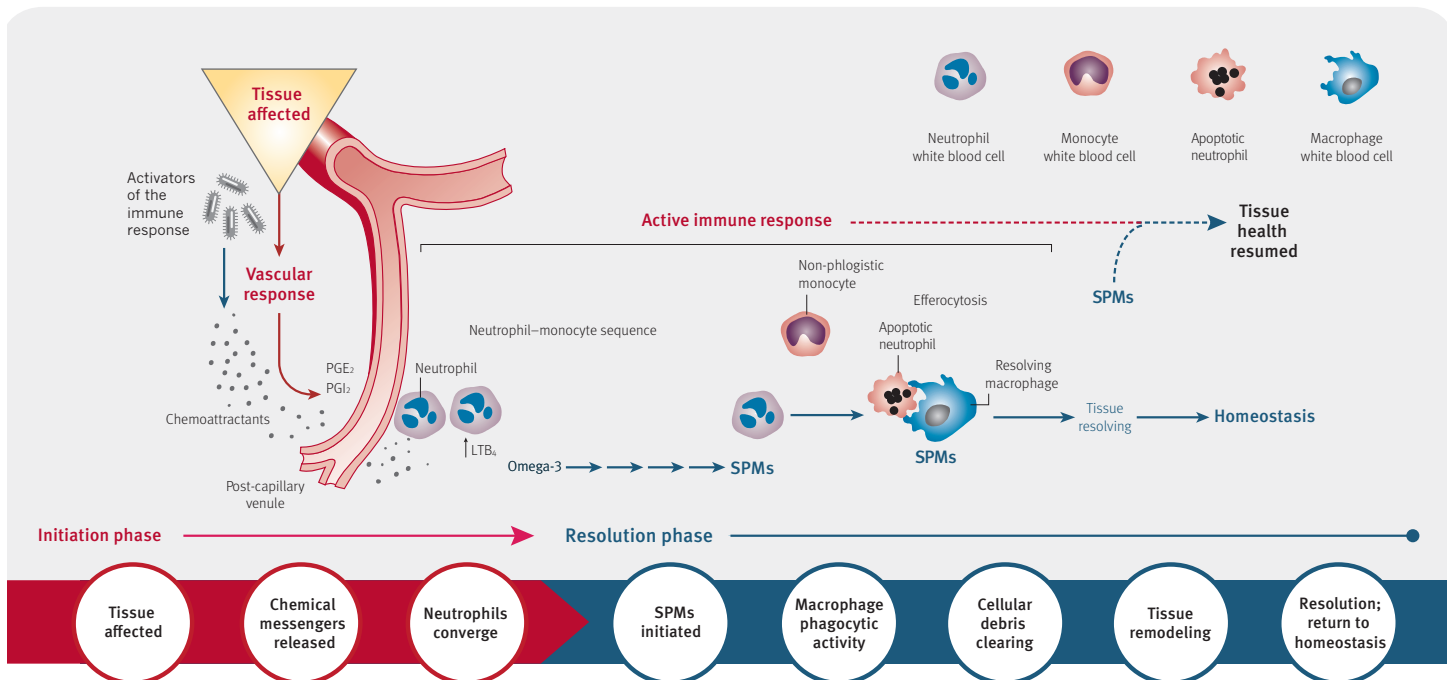 Tissue
affected
Activators
of the
immune
response
Vascular
response
Chemoattractants
PGE₂
PGI₂
Post-capillary
venule
Neutrophil
white blood cell
Monocyte
white blood cell
Apoptotic
neutrophil
Macrophage
white blood cell
Active immune response
Tissue
health
resumed
SPMs
Neutrophil–monocyte sequence
Neutrophil
LTB₄
Omega-3
SPMs
Non-phlogistic
monocyte
Efferocytosis
Apoptotic
neutrophil
Resolving
macrophage
SPMs
Tissue
resolving
Homeostasis
Initiation phase
Resolution phase
Tissue
affected
Chemical
messengers
released
Neutrophils
converge
SPMs
initiated
Macrophage
phagocytic
activity
Cellular
debris
clearing
Tissue
remodeling
Resolution;
return to
homeostasis